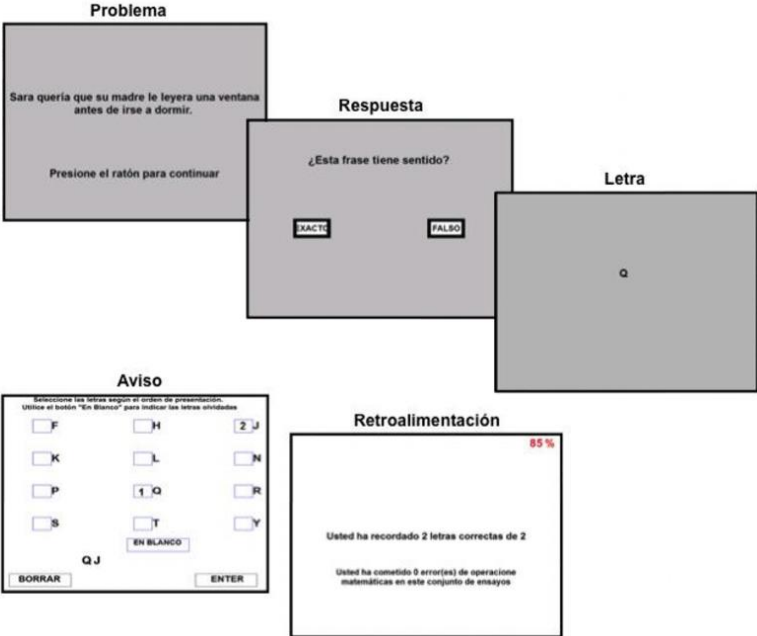 Problema
Sara quería que su madre le leyera una ventana
antes de irse a dormir.
Presione el ratón para continuar
Respuesta
¿Esta frase tiene sentido?
EXACTO
FALSO
Letra
Q
Aviso
Seleccione las letras según el orden de presentación.
Utilice el botón "En Blanco" para indicar las letras olvidadas
F H 2 J
K L N
P 1 Q R
S T Y
EN BLANCO
Q J
BORRAR ENTER
Retroalimentación
85 %
Usted ha recordado 2 letras correctas de 2
Usted ha cometido 0 error(es) de operacione
matemáticas en este conjunto de ensayos